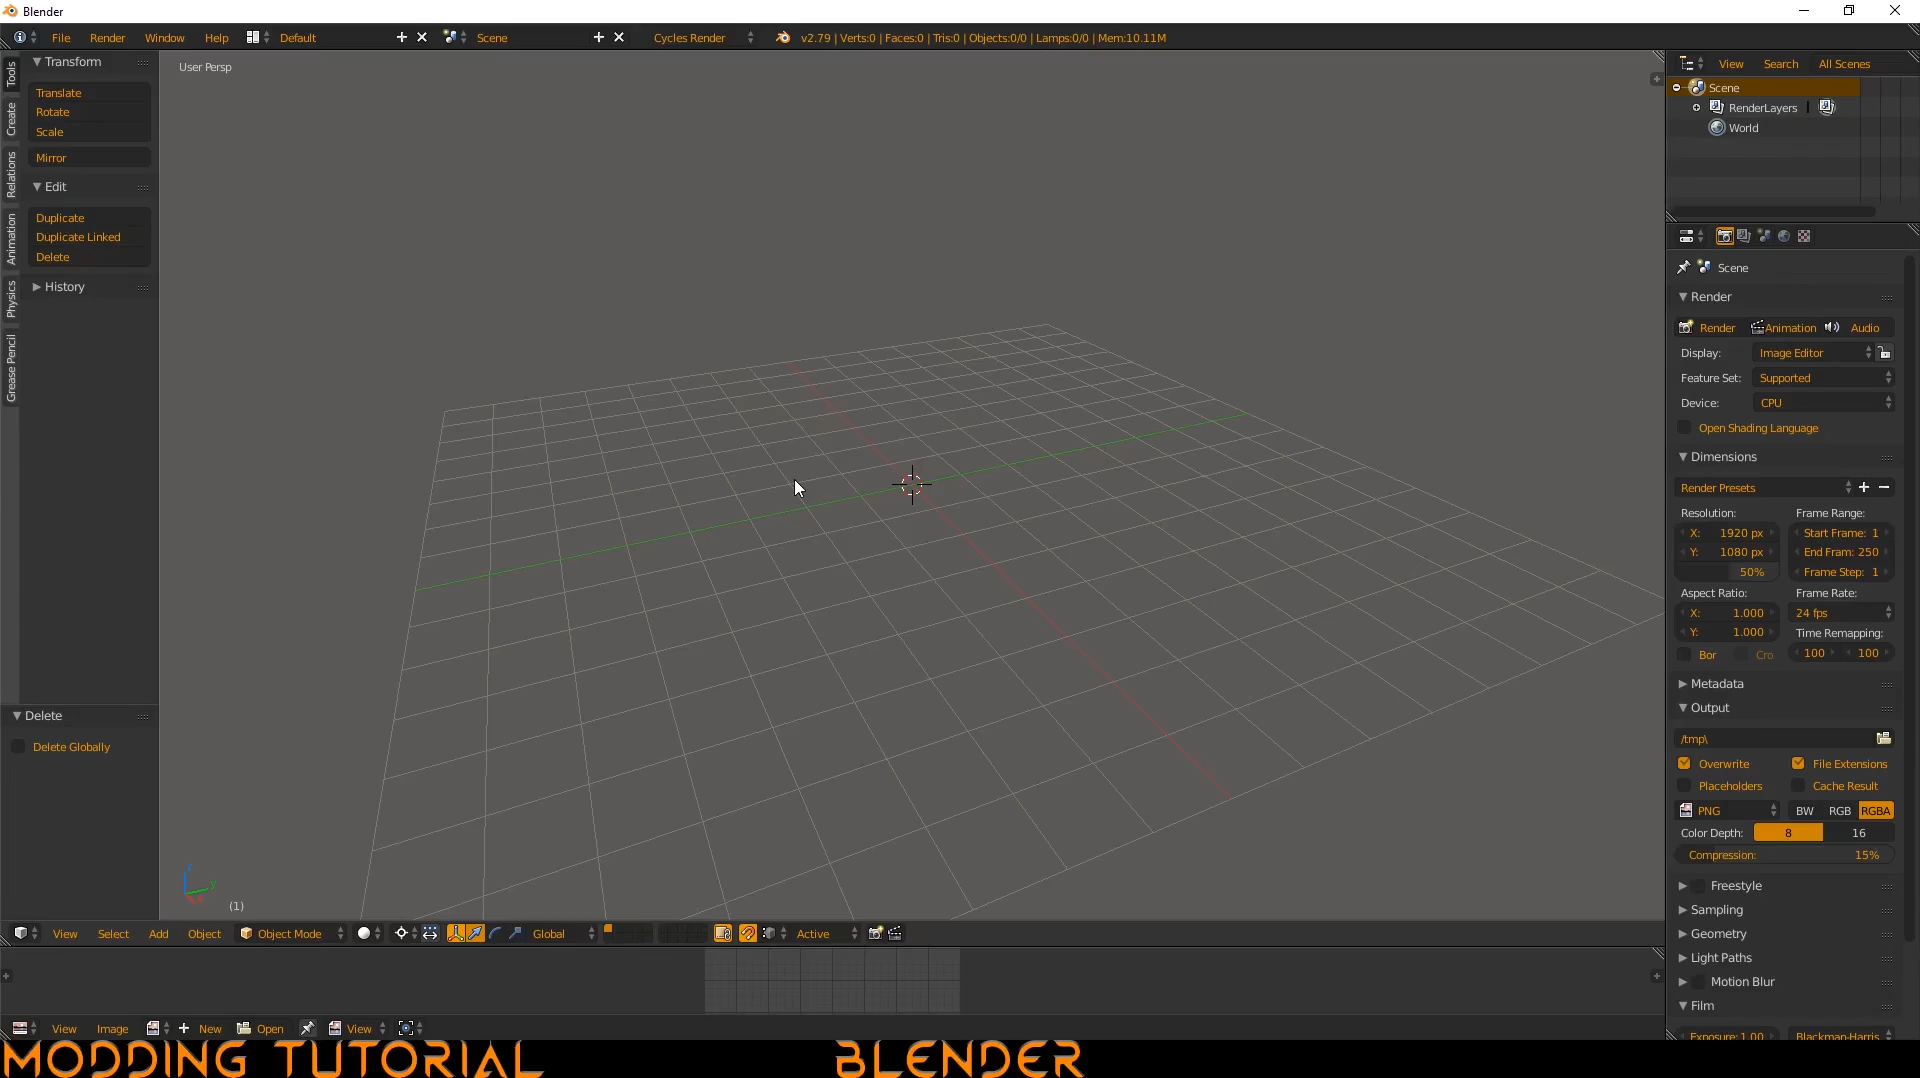 Blender
File Render Window Help Default Scene Cycles Render v2.79 | Verts:0 | Faces:0 | Tris:0 | Objects:0/0 | Lamps:0/0 | Mem:10.11M
Tools
Create
Relations
Animation
Physics
Grease Pencil
Transform
Translate
Rotate
Scale
Mirror
Edit
Duplicate
Duplicate Linked
Delete
History
Delete
Delete Globally
User Persp
(1)
View Select Add Object Object Mode Global Active
View Image New Open View
View Search All Scenes
Scene
RenderLayers |
World
Scene
Render
Render Animation Audio
Display: Image Editor
Feature Set: Supported
Device: CPU
Open Shading Language
Dimensions
Render Presets
Resolution: Frame Range:
X: 1920 px Start Frame: 1
Y: 1080 px End Fram: 250
50% Frame Step: 1
Aspect Ratio: Frame Rate:
X: 1.000 24 fps
Y: 1.000 Time Remapping:
Bor Cro 100 100
Metadata
Output
/tmp\
Overwrite File Extensions
Placeholders Cache Result
PNG BW RGB RGBA
Color Depth: 8 16
Compression: 15%
Freestyle
Sampling
Geometry
Light Paths
Motion Blur
Film
Exposure: 1.00 Blackman-Harris
MODDING TUTORIAL BLENDER